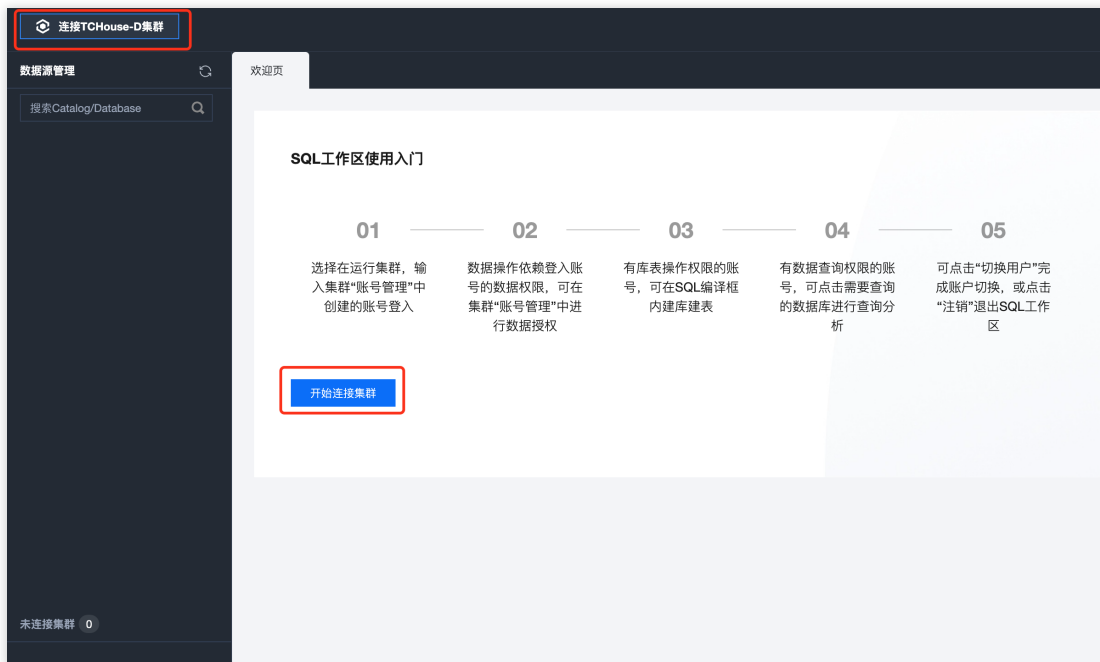 连接TCHouse-D集群
数据源管理
欢迎页
搜索Catalog/Database
SQL工作区使用入门
01
02
03
04
05
选择在运行集群，输
入集群“账号管理”中
创建的账号登入
数据操作依赖登入账
号的数据权限，可在
集群“账号管理”中进
行数据授权
有库表操作权限的账
号，可在SQL编译框
内建库建表
有数据查询权限的账
号，可点击需要查询
的数据库进行查询分
析
可点击“切换用户”完
成账户切换，或点击
“注销”退出SQL工作
区
开始连接集群
未连接集群 0